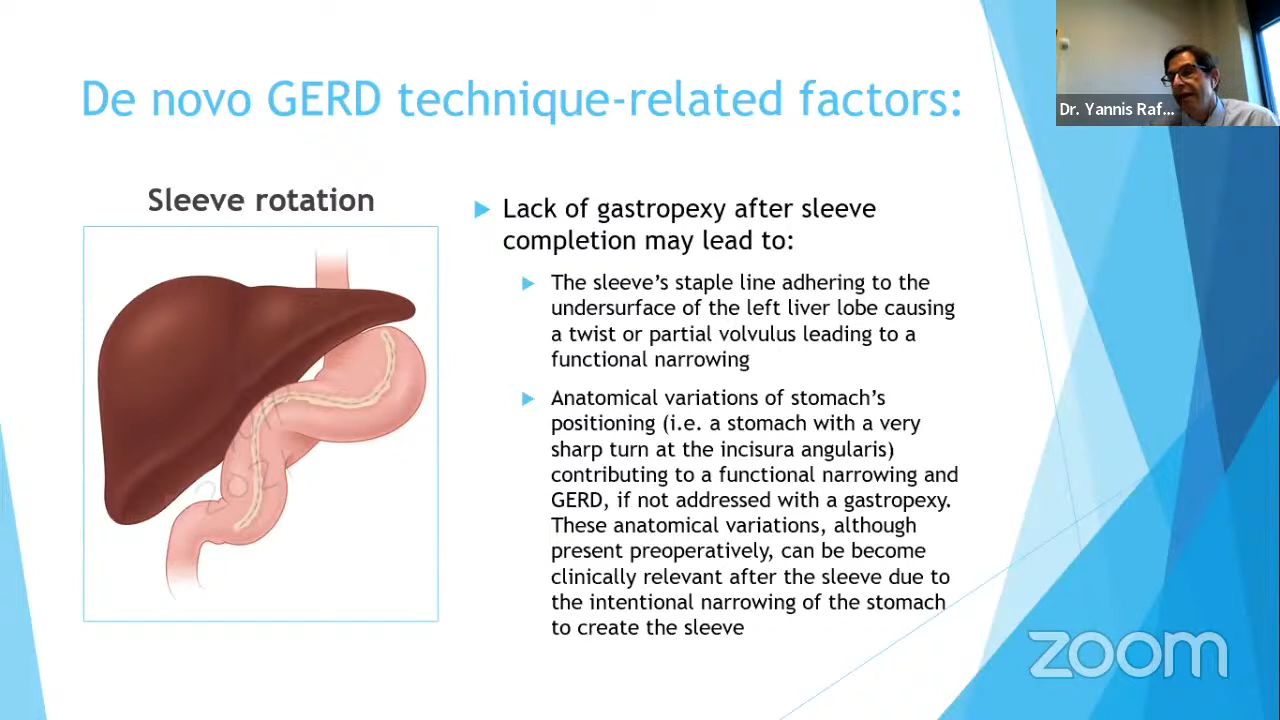 De novo GERD technique-related factors:
Dr. Yannis Raf...
Sleeve rotation
Lack of gastropexy after sleeve
completion may lead to:
The sleeve's staple line adhering to the
undersurface of the left liver lobe causing
a twist or partial volvulus leading to a
functional narrowing
Anatomical variations of stomach's
positioning (i.e. a stomach with a very
sharp turn at the incisura angularis)
contributing to a functional narrowing and
GERD, if not addressed with a gastropexy.
These anatomical variations, although
present preoperatively, can be become
clinically relevant after the sleeve due to
the intentional narrowing of the stomach
to create the sleeve
zoom